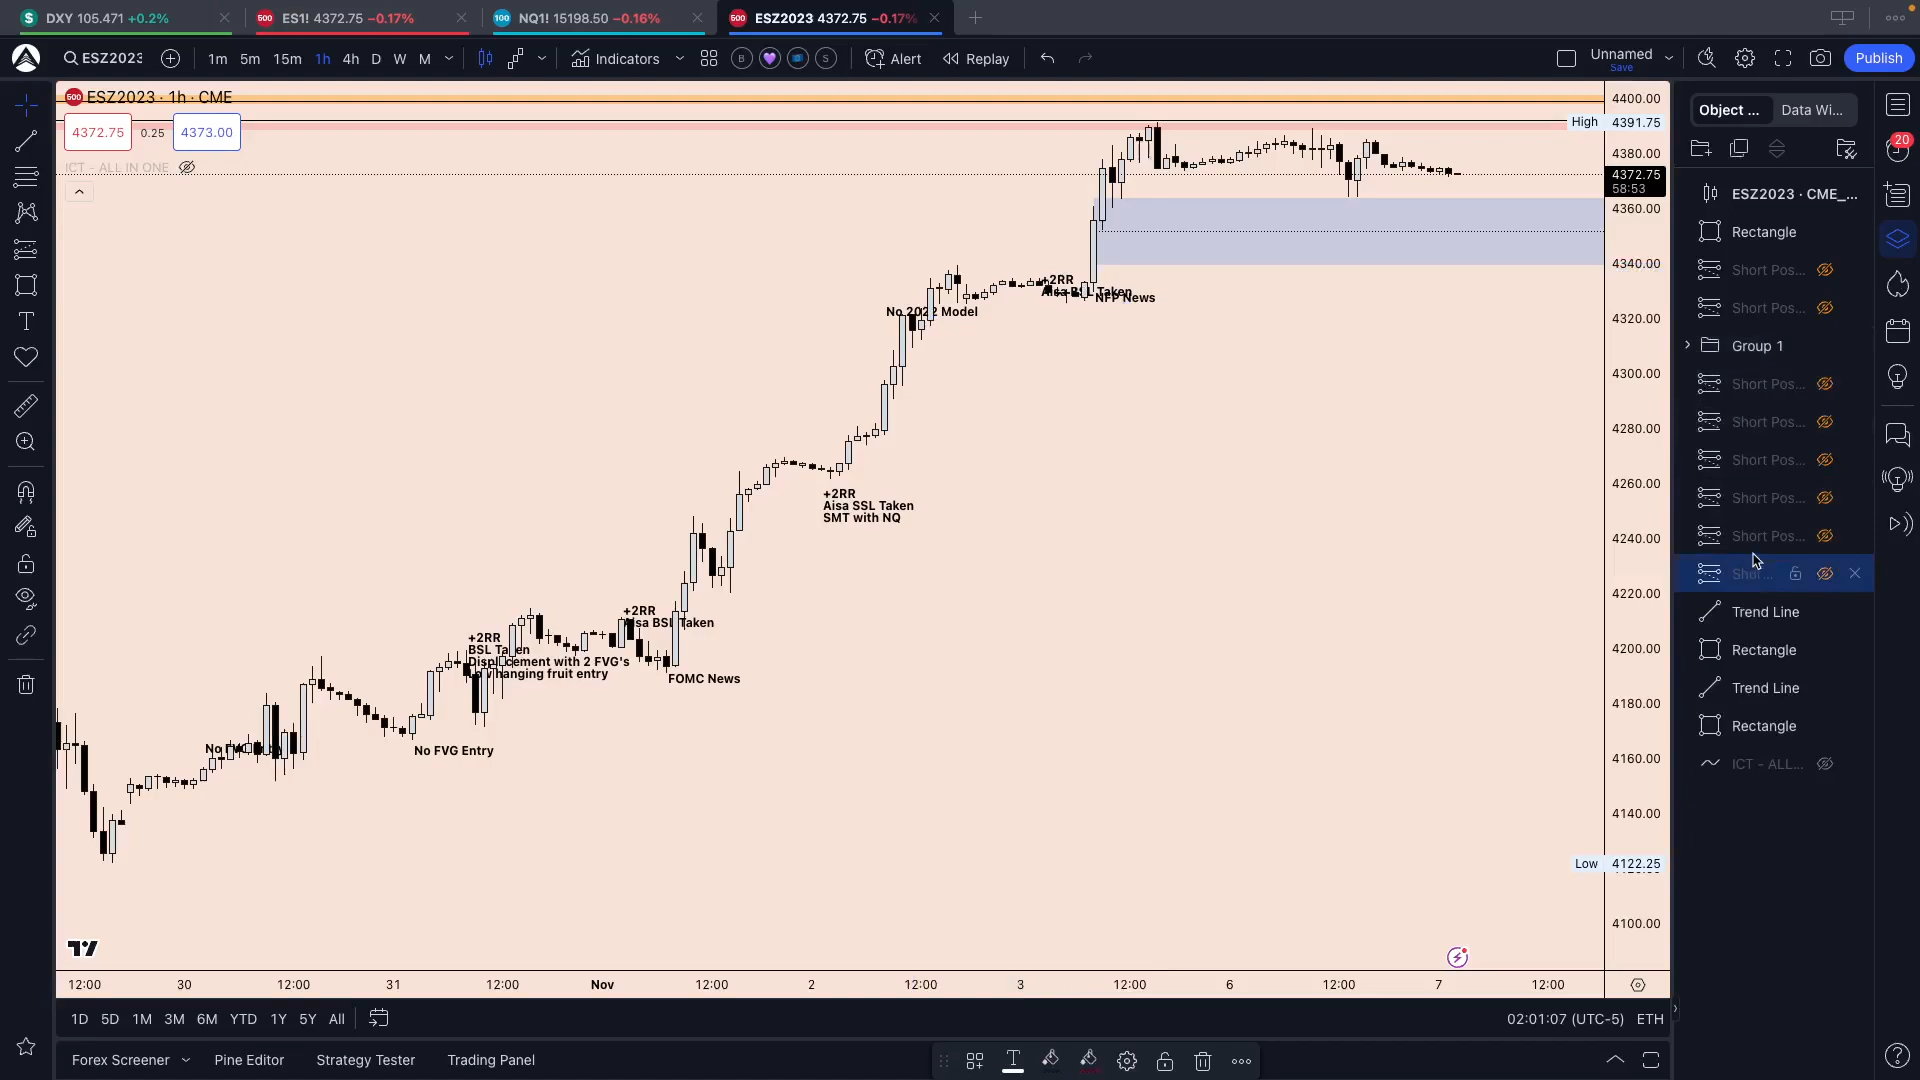 DXY 105.471 +0.2%
ES1! 4372.75 −0.17%
NQ1! 15198.50 −0.16%
ESZ2023 4372.75 −0.17%
ESZ2023
1m 5m 15m 1h 4h D W M
Indicators
B
S
Alert
Replay
Unnamed
Save
Publish
ESZ2023 · 1h · CME
4372.75 0.25 4373.00
ICT - ALL IN ONE
4400.00
High 4391.75
4380.00
4372.75
58:53
4360.00
4340.00
4320.00
4300.00
4280.00
4260.00
4240.00
4220.00
4200.00
4180.00
4160.00
4140.00
Low 4122.25
4100.00
+2RR
Aisa BSL Taken
NFP News
No 2022 Model
+2RR
Aisa SSL Taken
SMT with NQ
+2RR
Aisa BSL Taken
+2RR
BSL Taken
Displacement with 2 FVG's
Low hanging fruit entry
FOMC News
No FVG Entry
No FVG Entry
12:00 30 12:00 31 12:00 Nov 12:00 2 12:00 3 12:00 6 12:00 7 12:00
1D 5D 1M 3M 6M YTD 1Y 5Y All
02:01:07 (UTC-5) ETH
Forex Screener
Pine Editor
Strategy Tester
Trading Panel
Object ...
Data Wi...
20
ESZ2023 · CME_...
Rectangle
Short Pos...
Short Pos...
Group 1
Short Pos...
Short Pos...
Short Pos...
Short Pos...
Short Pos...
Shor...
Trend Line
Rectangle
Trend Line
Rectangle
ICT - ALL...